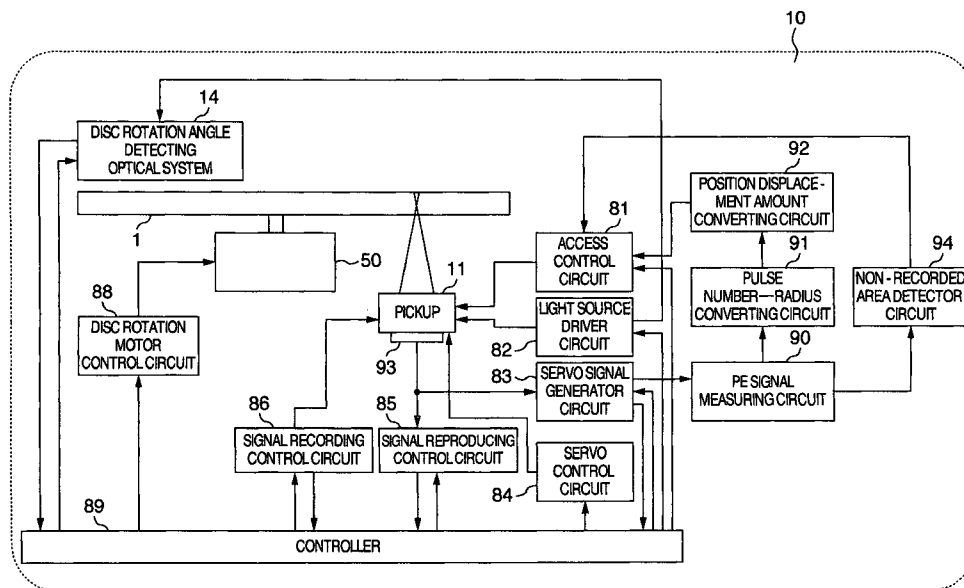 10
14
DISC ROTATION ANGLE
DETECTING
OPTICAL SYSTEM
1
50
11
PICKUP
93
81
ACCESS
CONTROL
CIRCUIT
92
POSITION DISPLACE-
MENT AMOUNT
CONVERTING CIRCUIT
91
PULSE
NUMBER—RADIUS
CONVERTING CIRCUIT
94
NON-RECORDED
AREA DETECTOR
CIRCUIT
88
DISC ROTATION
MOTOR
CONTROL CIRCUIT
LIGHT SOURCE
DRIVER
CIRCUIT
82
83
SERVO SIGNAL
GENERATOR
CIRCUIT
90
PE SIGNAL
MEASURING CIRCUIT
86
SIGNAL RECORDING
CONTROL CIRCUIT
85
SIGNAL REPRODUCING
CONTROL CIRCUIT
SERVO
CONTROL
CIRCUIT
84
89
CONTROLLER